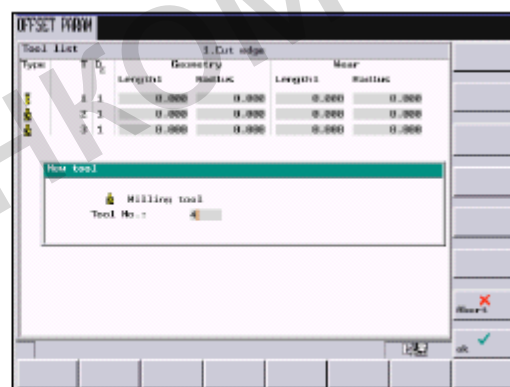 OFFSET PARAM
Tool list 1.Cut edge
Type T D Geometry Wear
Length1 Radius Length1 Radius
1 1 0.000 0.000 0.000 0.000
2 1 0.000 0.000 0.000 0.000
3 1 0.000 0.000 0.000 0.000
New tool
Milling tool
Tool No.: 4
Abort
ok
HKOM